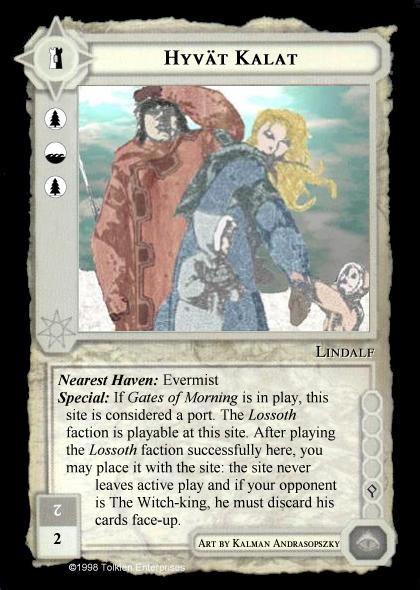 Hyvät Kalat
Lindalf
Nearest Haven: Evermist
Special: If Gates of Morning is in play, this
site is considered a port. The Lossoth
faction is playable at this site. After playing
the Lossoth faction successfully here, you
may place it with the site: the site never
leaves active play and if your opponent
is The Witch-king, he must discard his
cards face-up.
2
2
Art by Kalman Andrasopszky
©1998 Tolkien Enterprises